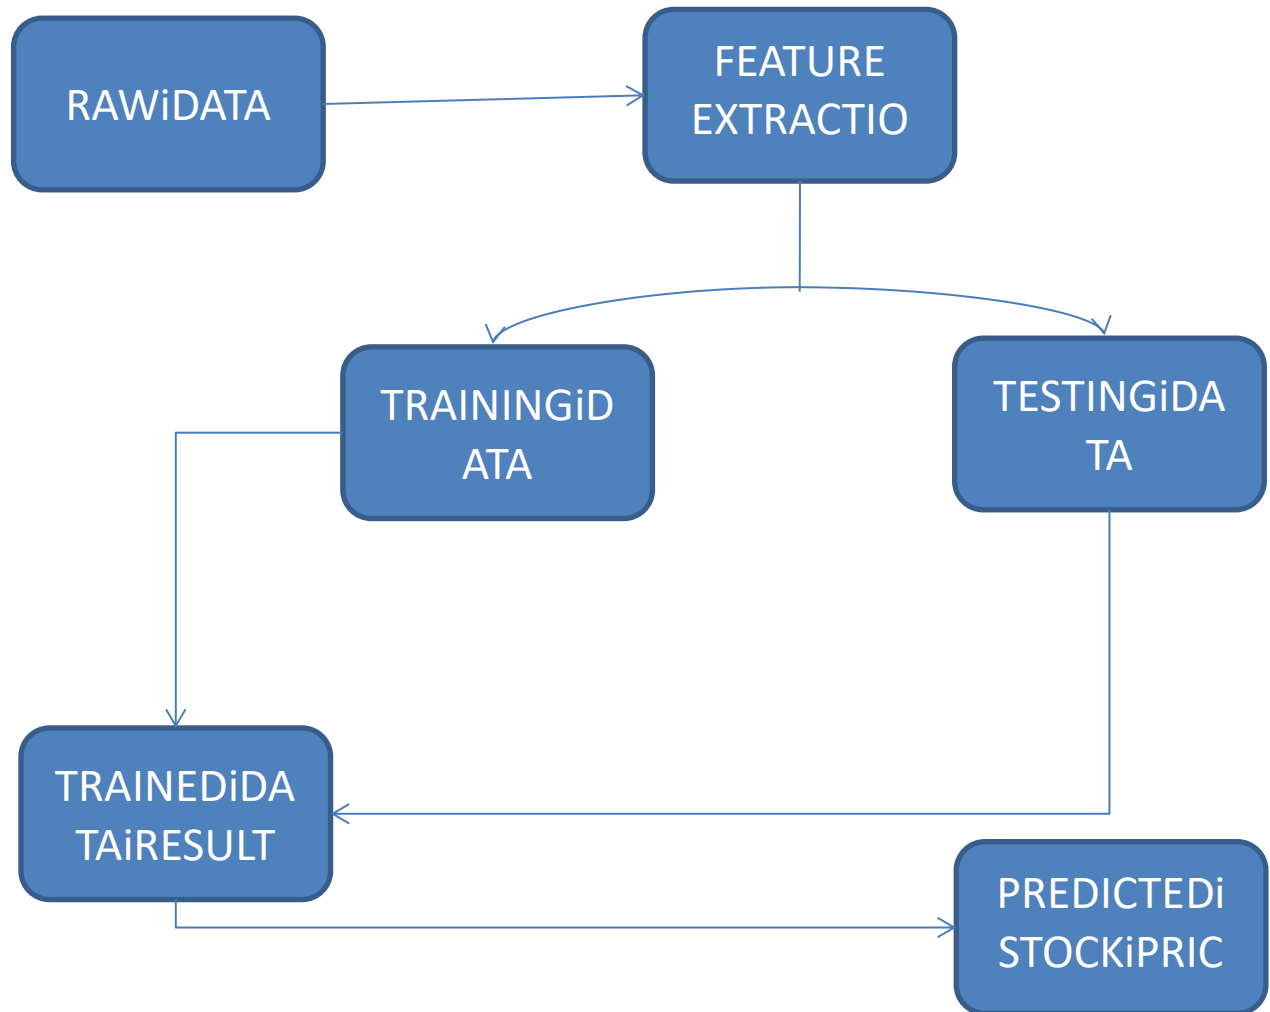 RAWiDATA
FEATURE
EXTRACTIO
TRAININGiD
ATA
TESTINGiDA
TA
TRAINEDiDA
TAiRESULT
PREDICTEDi
STOCKiPRIC